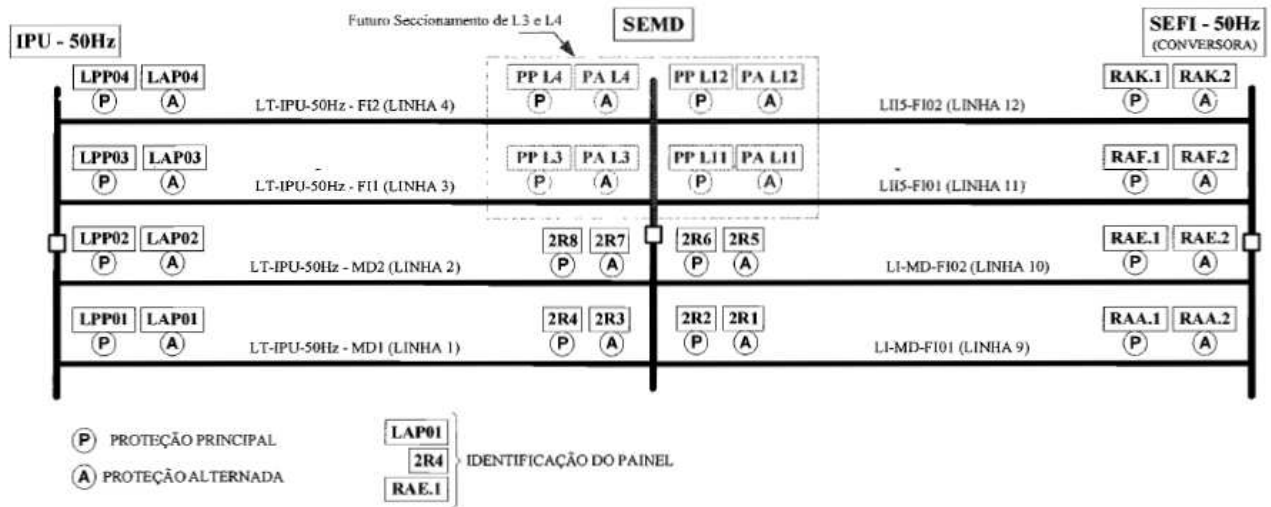 Futuro Seccionamento de L3 e L4
IPU - 50Hz
SEMD
SEFI - 50Hz
(CONVERSORA)
LPP04 LAP04 PP L4 PA L4 PP L12 PA L12 RAK.1 RAK.2
P A P A P A P A
LT-IPU-50Hz - FI2 (LINHA 4) LII5-FI02 (LINHA 12)
LPP03 LAP03 PP L3 PA L3 PP L11 PA L11 RAF.1 RAF.2
P A P A P A P A
LT-IPU-50Hz - FI1 (LINHA 3) LII5-FI01 (LINHA 11)
LPP02 LAP02 2R8 2R7 2R6 2R5 RAE.1 RAE.2
P A P A P A P A
LT-IPU-50Hz - MD2 (LINHA 2) LI-MD-FI02 (LINHA 10)
LPP01 LAP01 2R4 2R3 2R2 2R1 RAA.1 RAA.2
P A P A P A P A
LT-IPU-50Hz - MD1 (LINHA 1) LI-MD-FI01 (LINHA 9)
P PROTEÇÃO PRINCIPAL
A PROTEÇÃO ALTERNADA
LAP01
2R4 IDENTIFICAÇÃO DO PAINEL
RAE.1